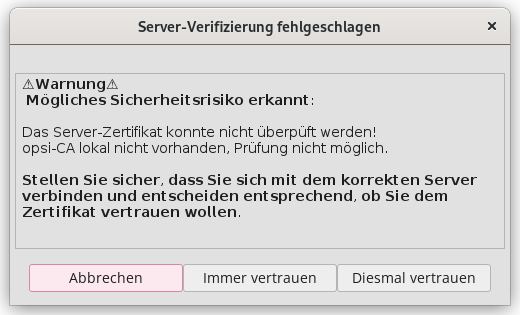 Server-Verifizierung fehlgeschlagen
⚠Warnung⚠
Mögliches Sicherheitsrisiko erkannt:
Das Server-Zertifikat konnte nicht überpüft werden!
opsi-CA lokal nicht vorhanden, Prüfung nicht möglich.
Stellen Sie sicher, dass Sie sich mit dem korrekten Server
verbinden und entscheiden entsprechend, ob Sie dem
Zertifikat vertrauen wollen.
Abbrechen Immer vertrauen Diesmal vertrauen